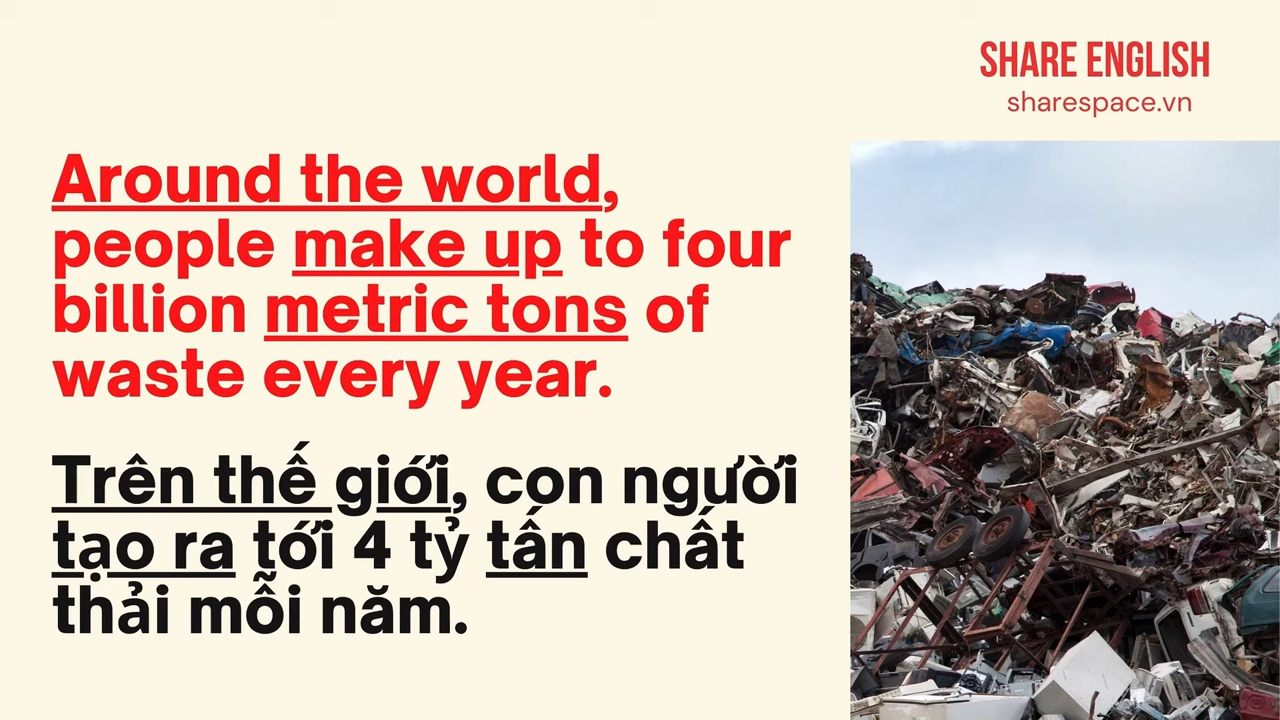 SHARE ENGLISH
sharespace.vn
Around the world,
people make up to four
billion metric tons of
waste every year.
Trên thế giới, con người
tạo ra tới 4 tỷ tấn chất
thải mỗi năm.